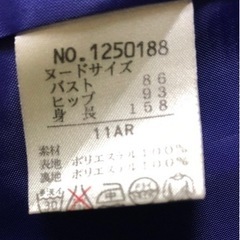 NO.1250188
ヌードサイズ
バスト 86
ヒップ 93
身長 158
11AR
素材
表地 ポリエステル100%
裏地 ポリエステル100%